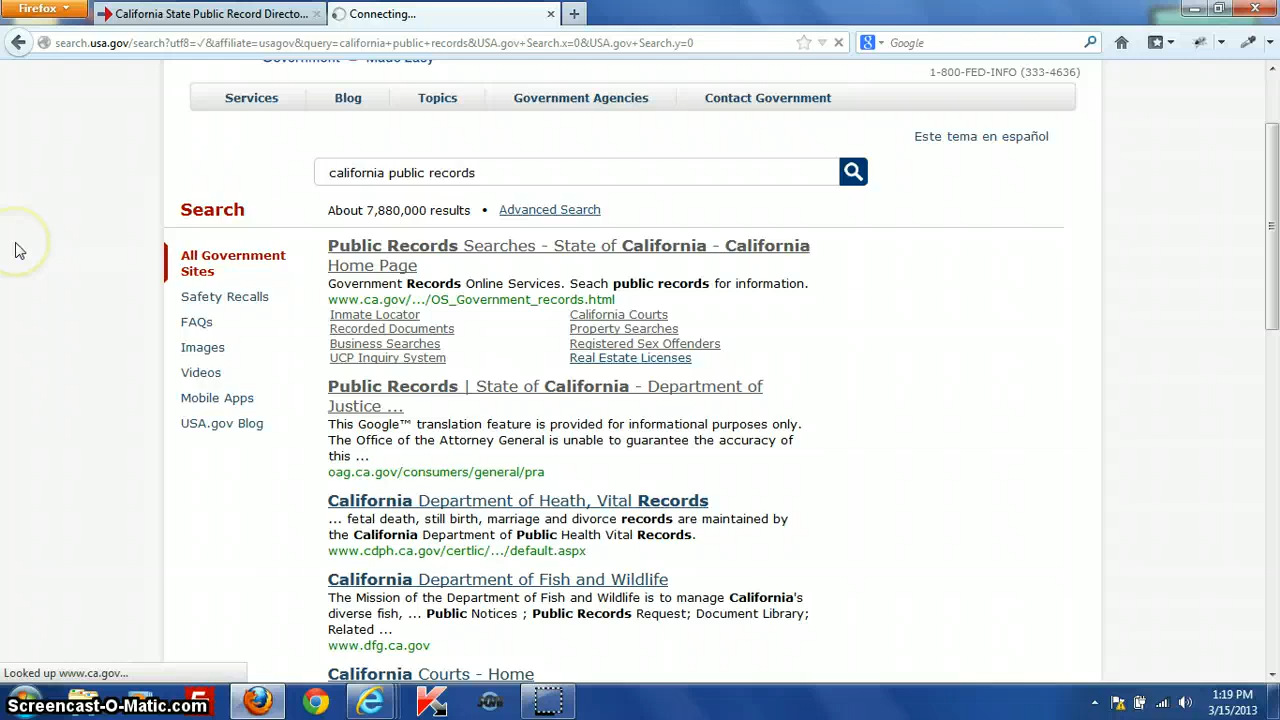 Firefox
California State Public Record Directo...
Connecting...
search.usa.gov/search?utf8=✓&affiliate=usagov&query=california+public+records&USA.gov+Search.x=0&USA.gov+Search.y=0
Google
1-800-FED-INFO (333-4636)
Services
Blog
Topics
Government Agencies
Contact Government
Este tema en español
california public records
Search
About 7,880,000 results • Advanced Search
All Government
Sites
Safety Recalls
FAQs
Images
Videos
Mobile Apps
USA.gov Blog
Public Records Searches - State of California - California
Home Page
Government Records Online Services. Seach public records for information.
www.ca.gov/.../OS_Government_records.html
Inmate Locator
California Courts
Recorded Documents
Property Searches
Business Searches
Registered Sex Offenders
UCP Inquiry System
Real Estate Licenses
Public Records | State of California - Department of
Justice ...
This Google™ translation feature is provided for informational purposes only.
The Office of the Attorney General is unable to guarantee the accuracy of
this ...
oag.ca.gov/consumers/general/pra
California Department of Heath, Vital Records
... fetal death, still birth, marriage and divorce records are maintained by
the California Department of Public Health Vital Records.
www.cdph.ca.gov/certlic/.../default.aspx
California Department of Fish and Wildlife
The Mission of the Department of Fish and Wildlife is to manage California's
diverse fish, ... Public Notices ; Public Records Request; Document Library;
Related ...
www.dfg.ca.gov
California Courts - Home
Looked up www.ca.gov...
Screencast-O-Matic.com
1:19 PM
3/15/2013